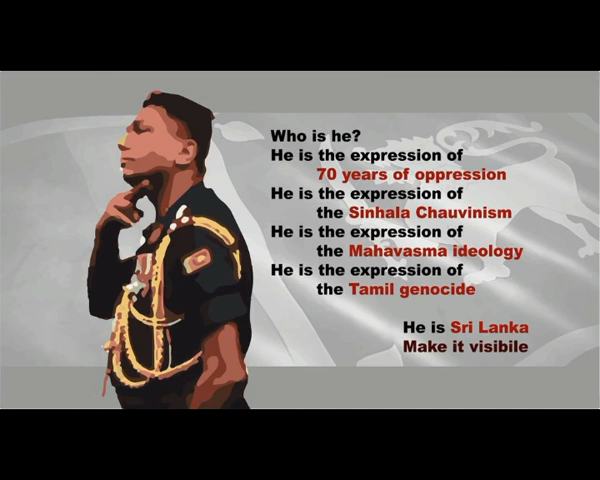 Who is he?
He is the expression of
70 years of oppression
He is the expression of
the Sinhala Chauvinism
He is the expression of
the Mahavasma ideology
He is the expression of
the Tamil genocide
He is Sri Lanka
Make it visibile